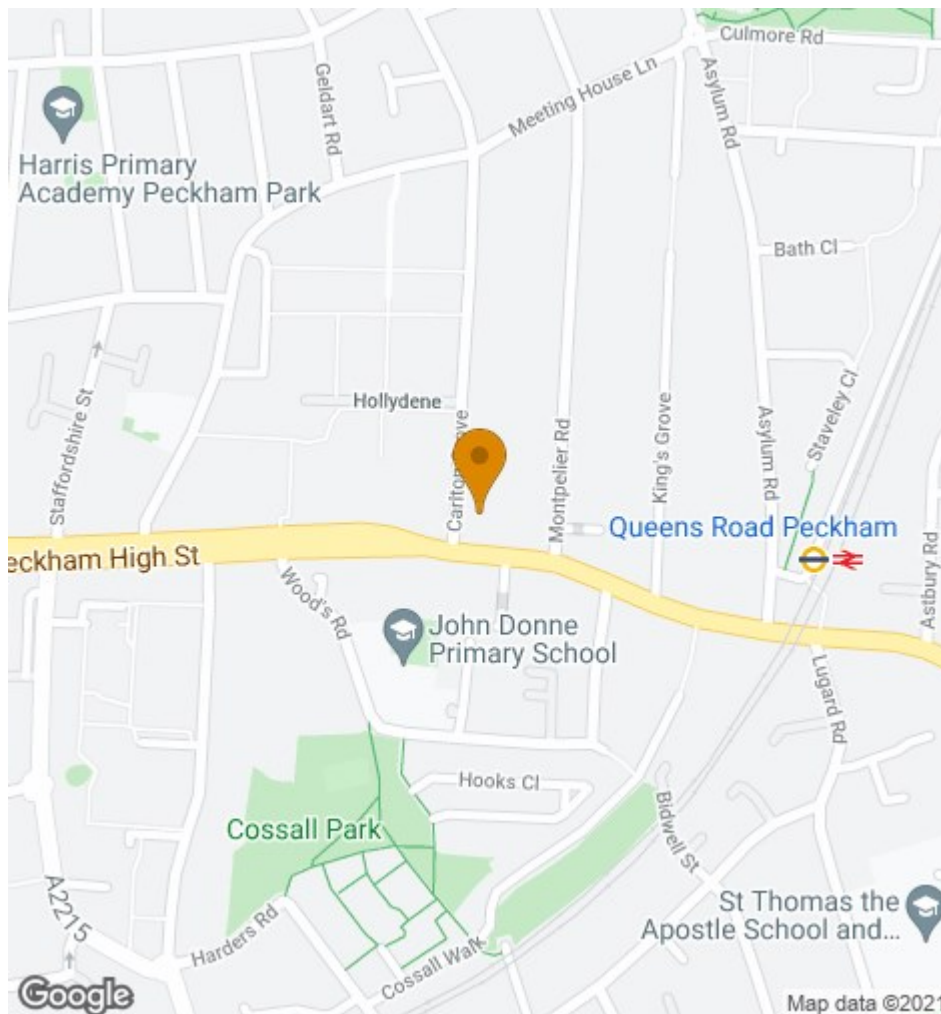 Culmore Rd
Meeting House Ln
Geldart Rd
Asylum Rd
Harris Primary
Academy Peckham Park
Bath Cl
Hollydene
Staveley Cl
Staffordshire St
Montpelier Rd
King's Grove
Asylum Rd
Queens Road Peckham
eckham High St
Astbury Rd
Wood's Rd
John Donne
Primary School
Lugard Rd
Hooks Cl
Bidwell St
Cossall Park
St Thomas the
Apostle School and...
A2215
Harders Rd
Cossall Walk
Google
Map data ©2021